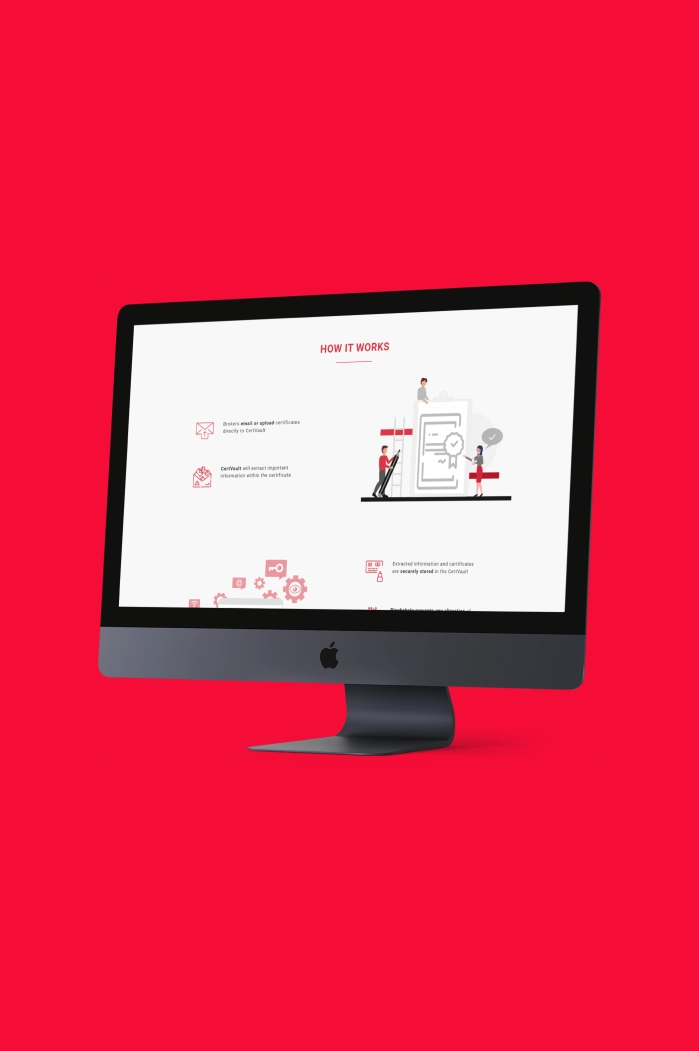 HOW IT WORKS
Brokers email or upload certificates
directly to CertVault
CertVault will extract important
information within the certificate
Extracted information and certificates
are securely stored in the CertVault